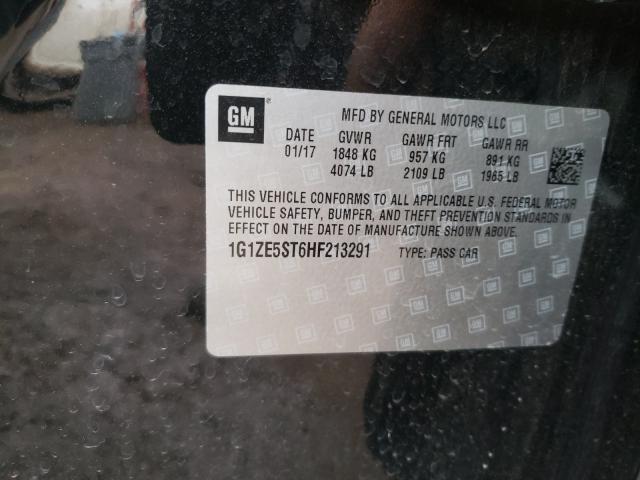 GM ® MFD BY GENERAL MOTORS LLC
DATE GVWR GAWR FRT GAWR RR
01/17 1848 KG 957 KG 891 KG
4074 LB 2109 LB 1965 LB
THIS VEHICLE CONFORMS TO ALL APPLICABLE U.S. FEDERAL MOTOR
VEHICLE SAFETY, BUMPER, AND THEFT PREVENTION STANDARDS IN
EFFECT ON THE DATE OF MANUFACTURE SHOWN ABOVE.
1G1ZE5ST6HF213291 TYPE: PASS CAR